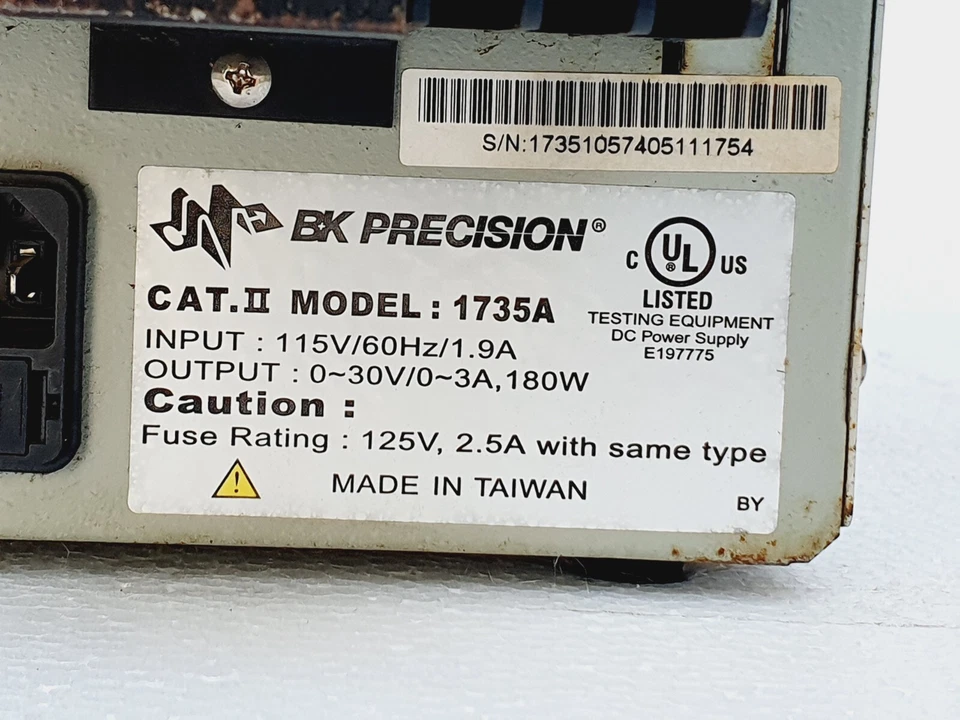 S/N:17351057405111754
BK PRECISION®
C UL® US
LISTED
TESTING EQUIPMENT
DC Power Supply
E197775
CAT.II MODEL : 1735A
INPUT : 115V/60Hz/1.9A
OUTPUT : 0~30V/0~3A,180W
Caution :
Fuse Rating : 125V, 2.5A with same type
MADE IN TAIWAN
BY